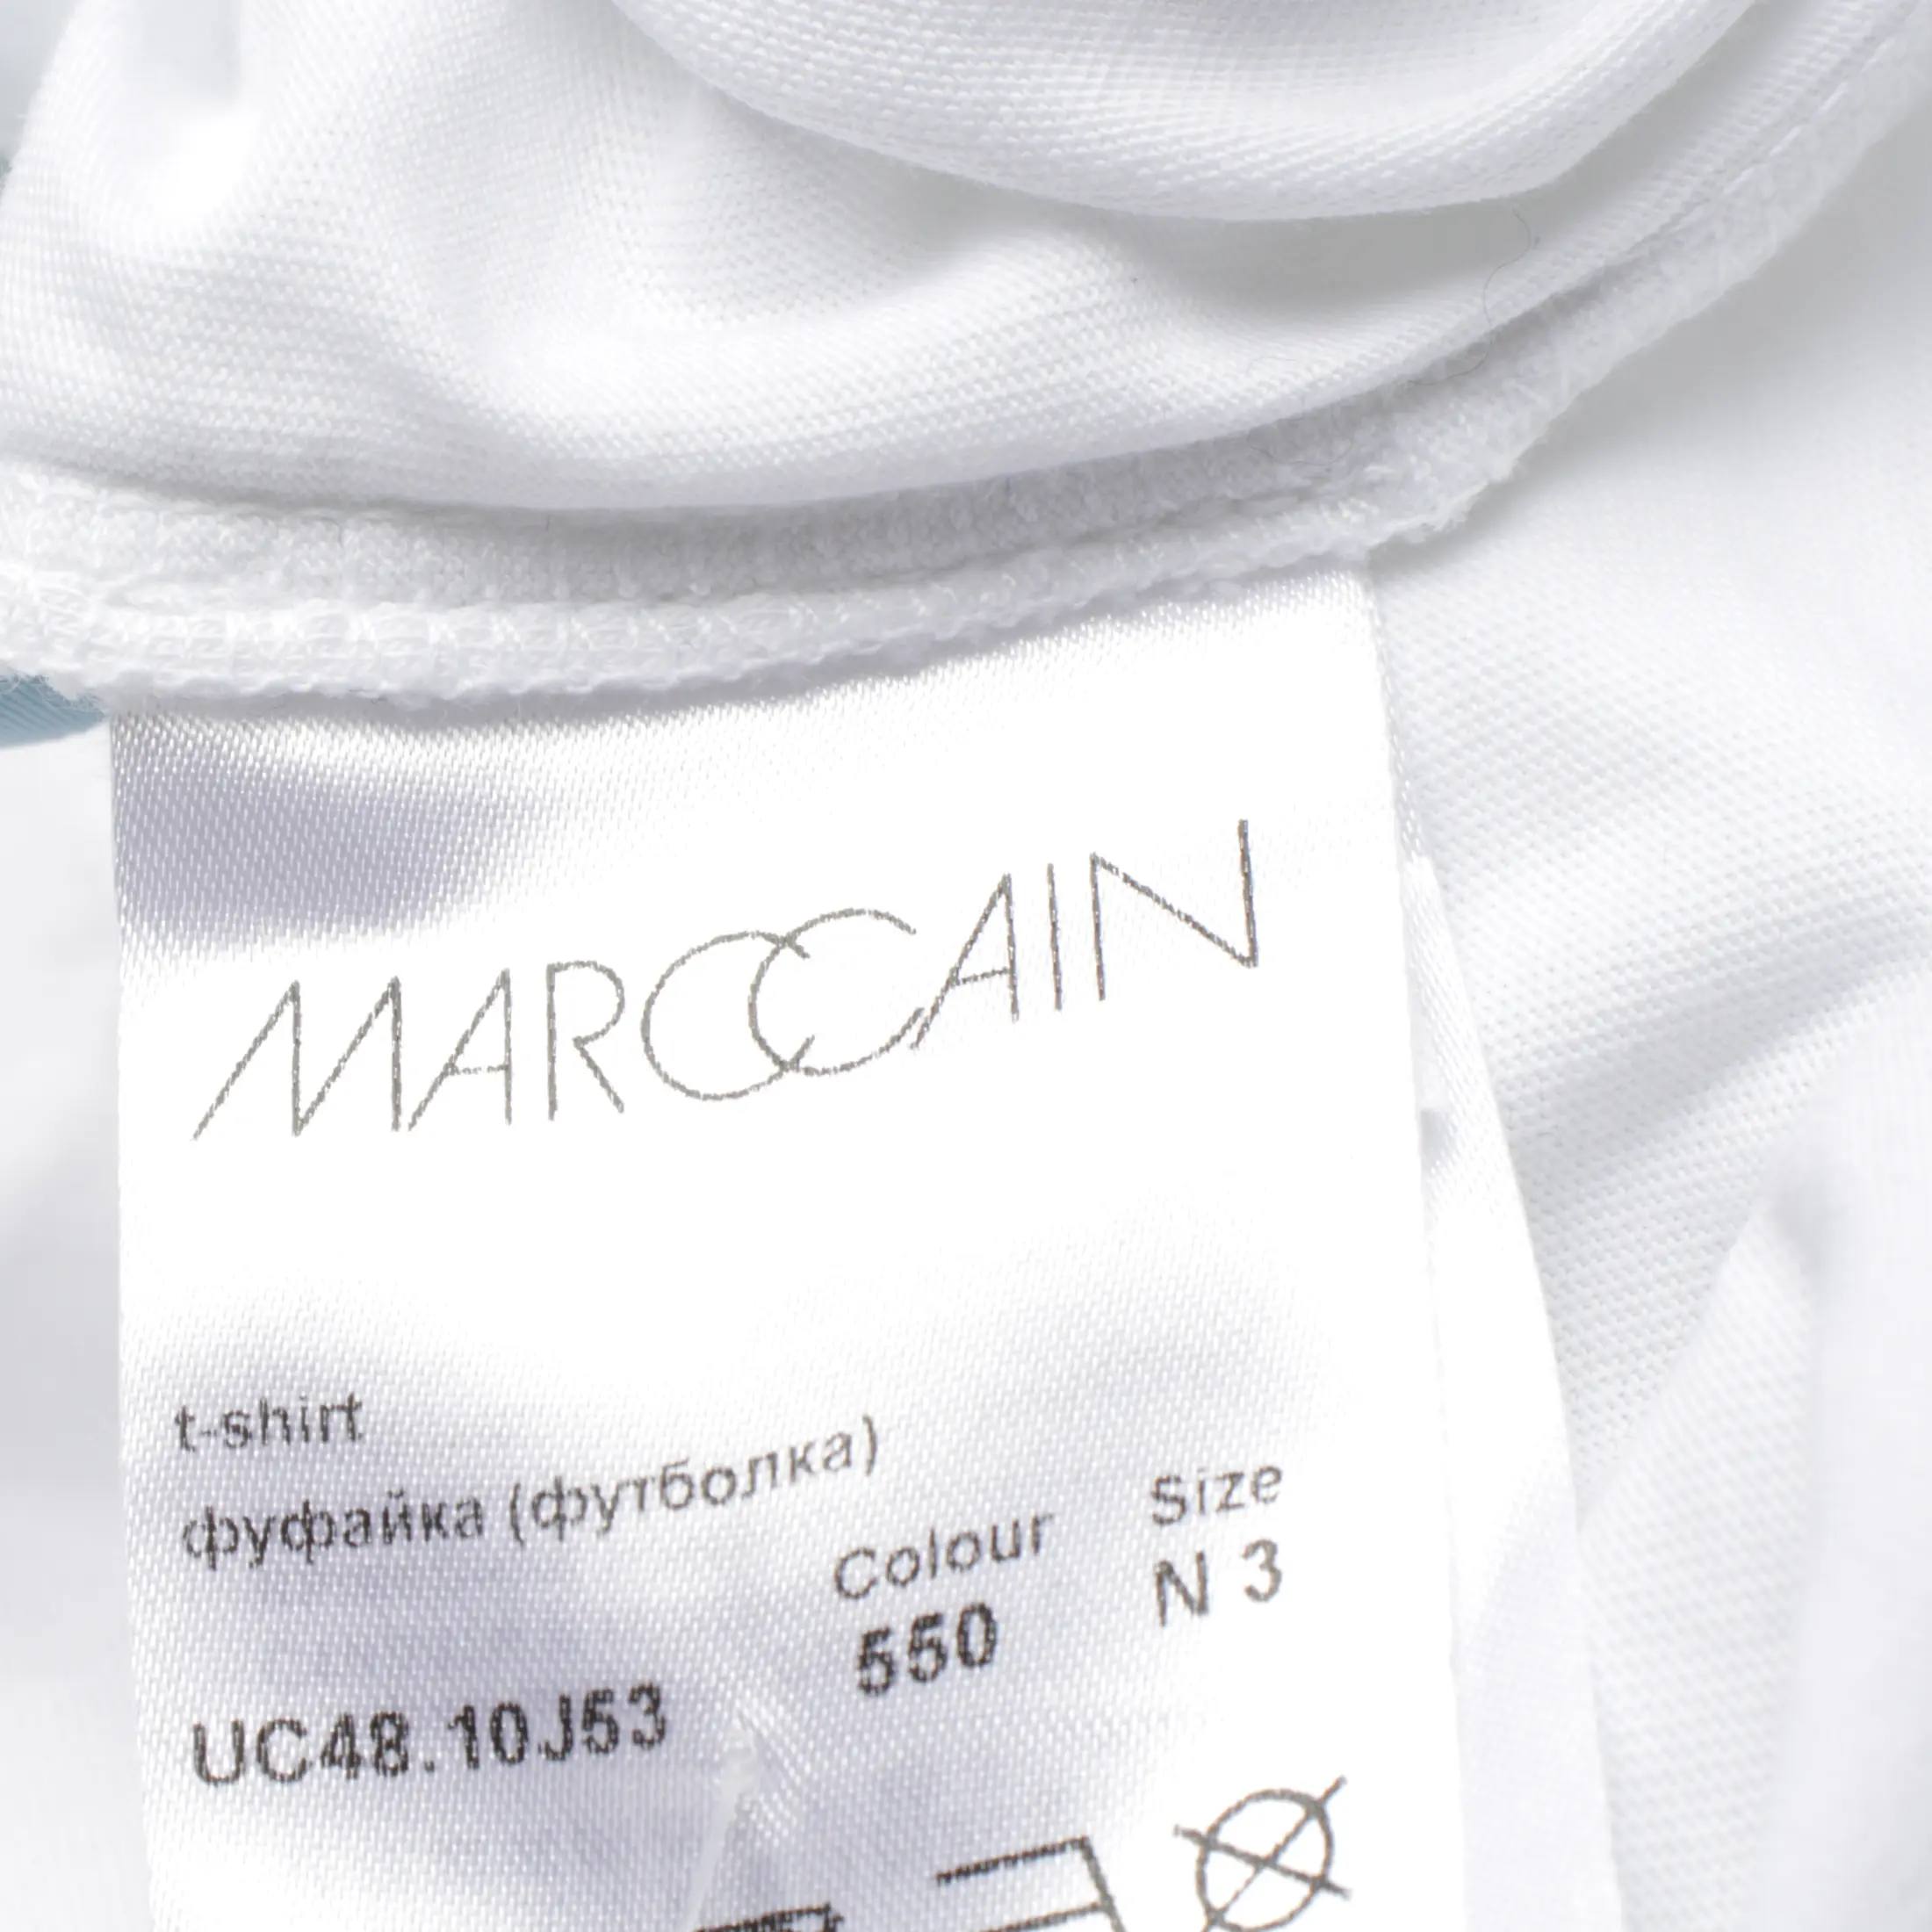 MARCCAIN
t-shirt
фуфайка (футболка)
Colour Size
550 N 3
UC48.10J53